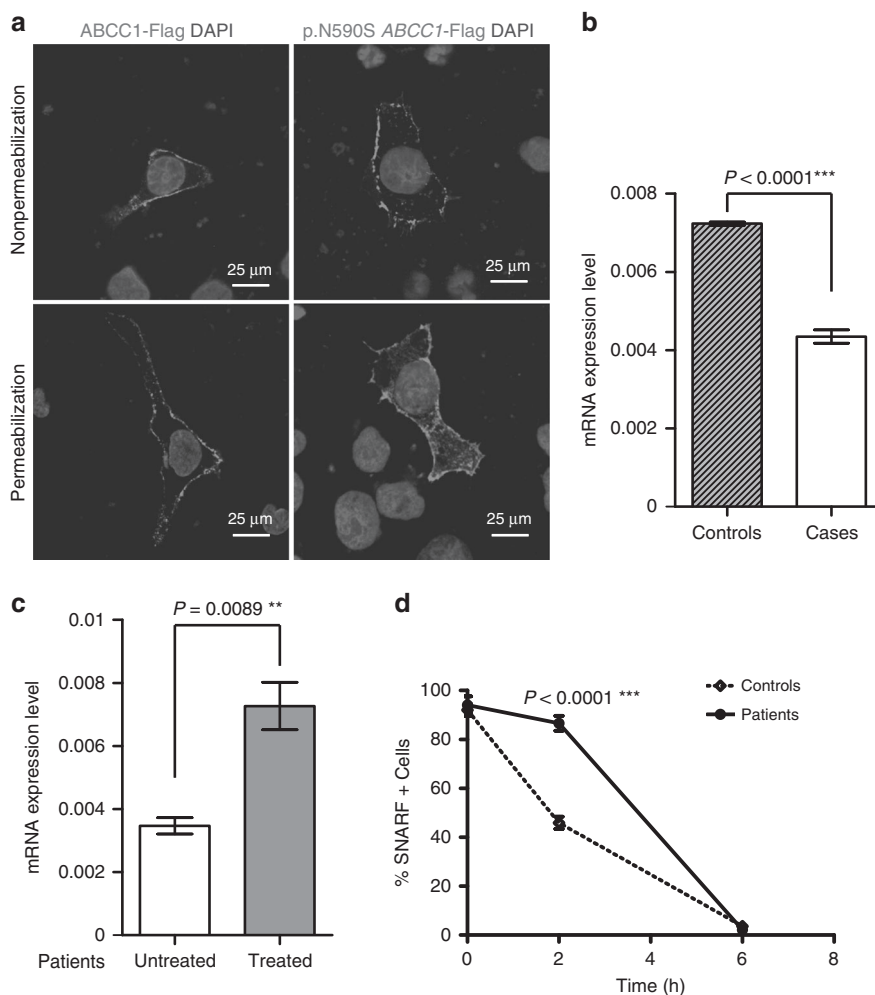 a
ABCC1-Flag DAPI
p.N590S ABCC1-Flag DAPI
Nonpermeabilization
25 µm
25 µm
Permeabilization
25 µm
25 µm
b
P < 0.0001***
mRNA expression level
0.008
0.006
0.004
0.002
0
Controls
Cases
c
P = 0.0089 **
mRNA expression level
0.01
0.008
0.006
0.004
0.002
0
Patients
Untreated
Treated
d
P < 0.0001 ***
Controls
Patients
% SNARF + Cells
100
80
60
40
20
0
0 2 4 6 8
Time (h)